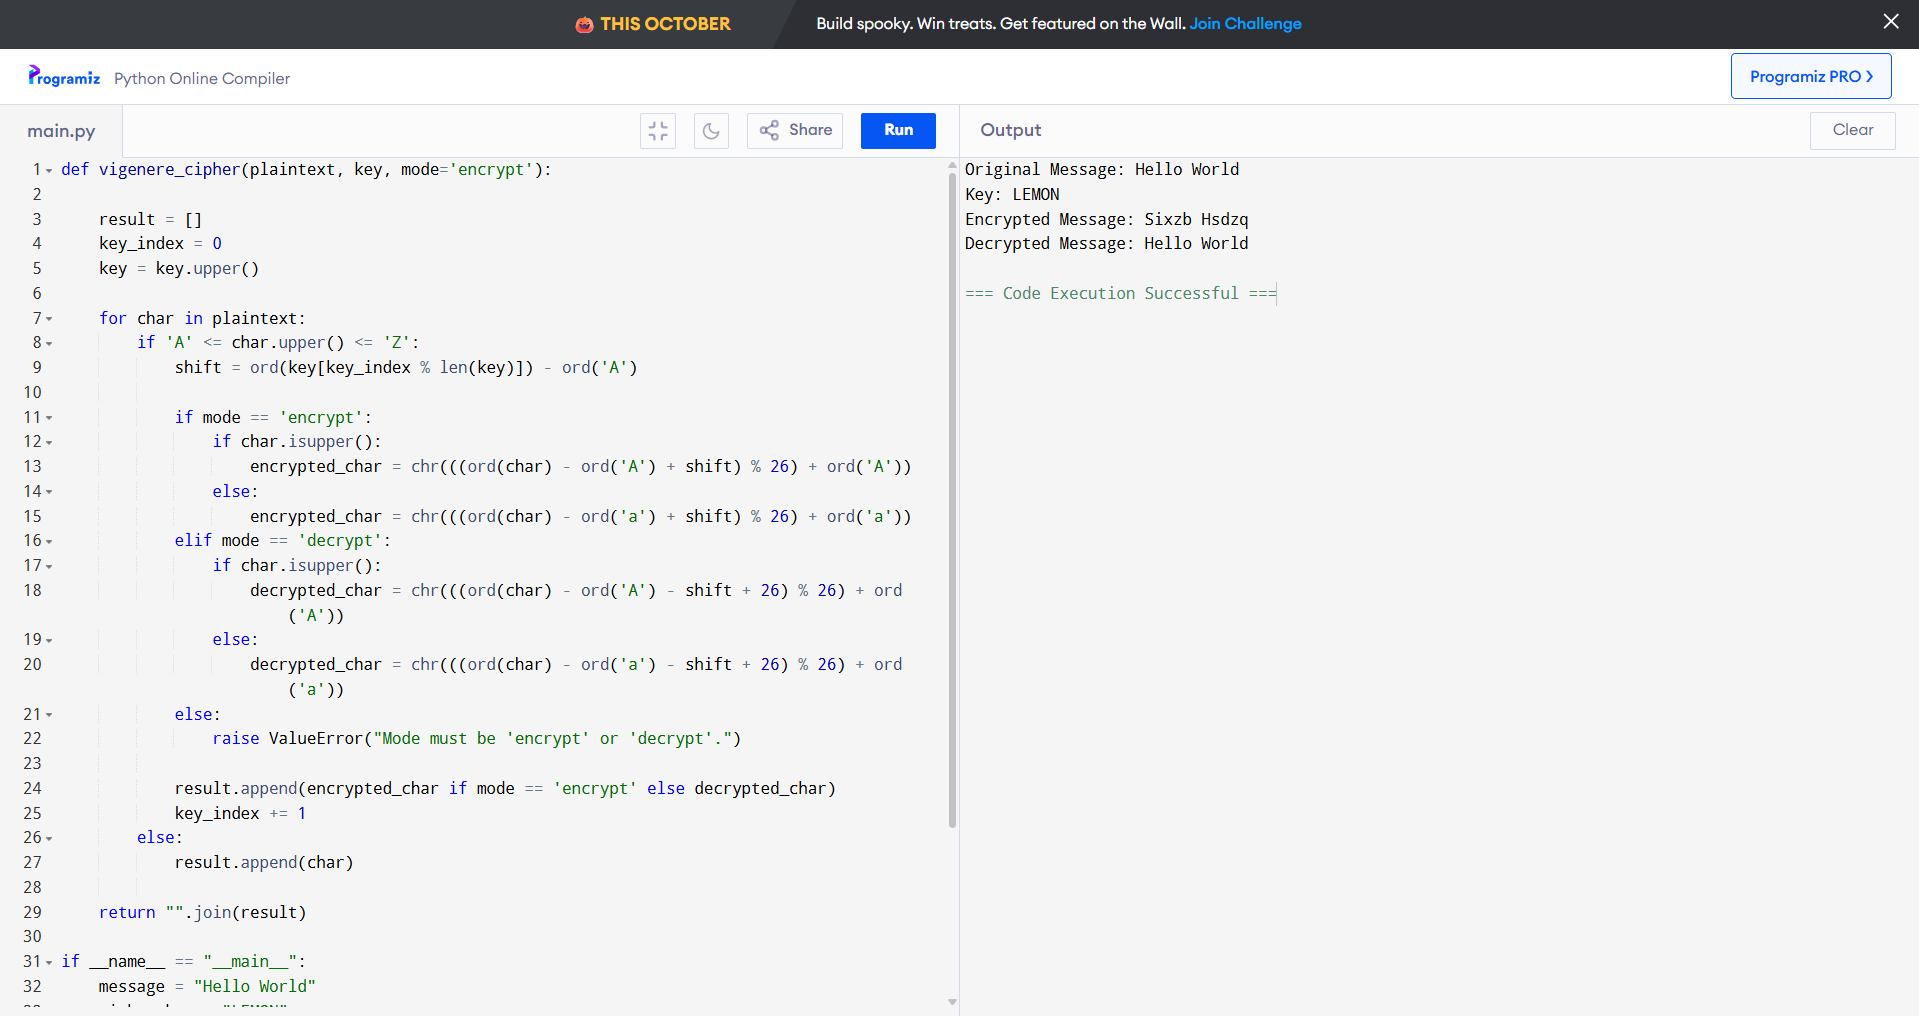 THIS OCTOBER
Build spooky. Win treats. Get featured on the Wall. Join Challenge
Programiz Python Online Compiler
Programiz PRO >
main.py
Share
Run
Output
Clear
1 def vigenere_cipher(plaintext, key, mode='encrypt'):
2
3     result = []
4     key_index = 0
5     key = key.upper()
6
7     for char in plaintext:
8         if 'A' <= char.upper() <= 'Z':
9             shift = ord(key[key_index % len(key)]) - ord('A')
10
11             if mode == 'encrypt':
12                 if char.isupper():
13                     encrypted_char = chr(((ord(char) - ord('A') + shift) % 26) + ord('A'))
14                 else:
15                     encrypted_char = chr(((ord(char) - ord('a') + shift) % 26) + ord('a'))
16             elif mode == 'decrypt':
17                 if char.isupper():
18                     decrypted_char = chr(((ord(char) - ord('A') - shift + 26) % 26) + ord
('A'))
19                 else:
20                     decrypted_char = chr(((ord(char) - ord('a') - shift + 26) % 26) + ord
('a'))
21             else:
22                 raise ValueError("Mode must be 'encrypt' or 'decrypt'.")
23
24             result.append(encrypted_char if mode == 'encrypt' else decrypted_char)
25             key_index += 1
26         else:
27             result.append(char)
28
29     return "".join(result)
30
31 if __name__ == "__main__":
32     message = "Hello World"
Original Message: Hello World
Key: LEMON
Encrypted Message: Sixzb Hsdzq
Decrypted Message: Hello World
=== Code Execution Successful ===